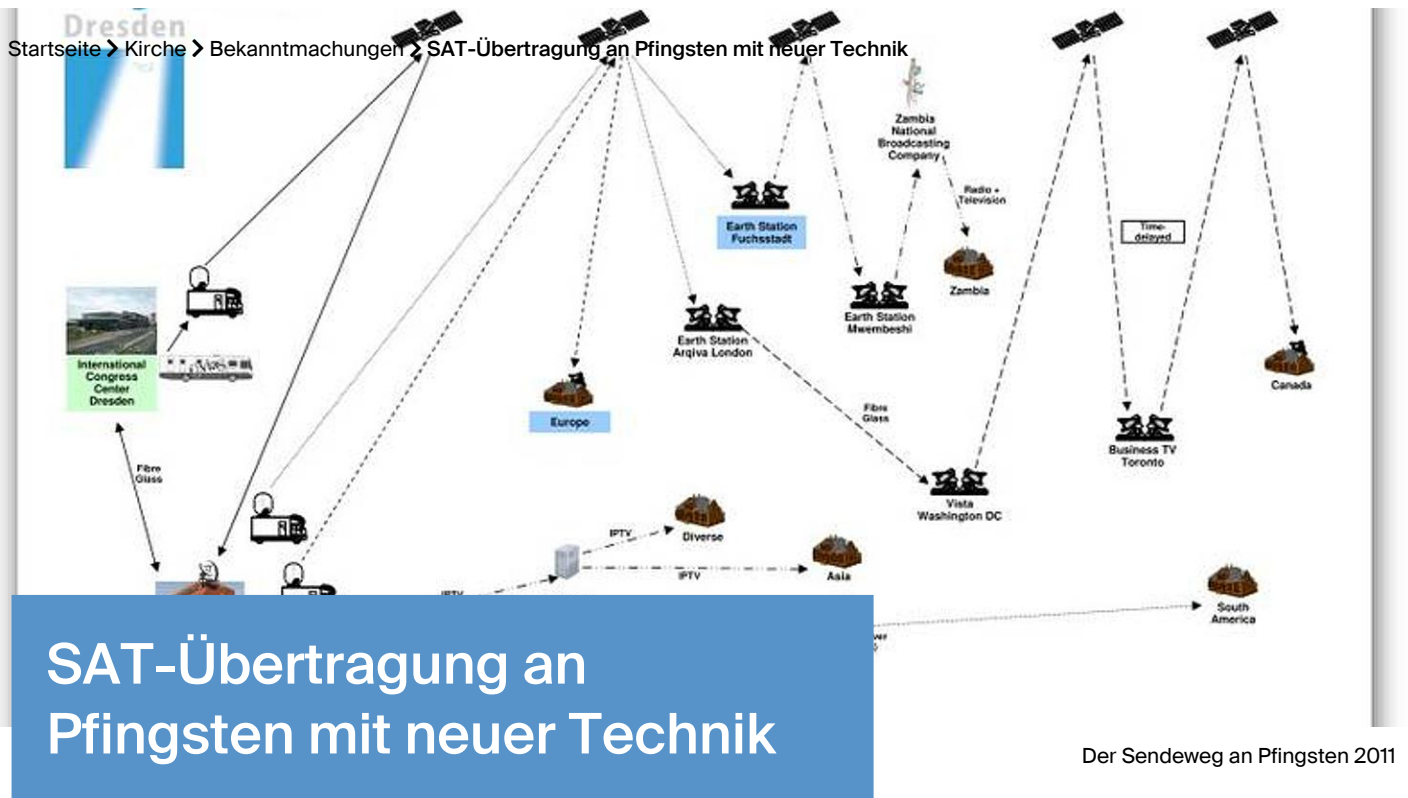 Dresden
Startseite > Kirche > Bekanntmachungen > SAT-Übertragung an Pfingsten mit neuer Technik
Zambia
National
Broadcasting
Company
Radio +
Television
Earth Station
Fuchsstadt
Time-
delayed
Zambia
Earth Station
Mwembeshi
Earth Station
Arqiva London
International
Congress
Center
Dresden
Canada
Europe
Fibre
Glass
Business TV
Toronto
Fibre
Glass
Vista
Washington DC
IPTV
Diverse
IPTV
Asia
IPTV
South
America
SAT-Übertragung an
Pfingsten mit neuer Technik
Der Sendeweg an Pfingsten 2011